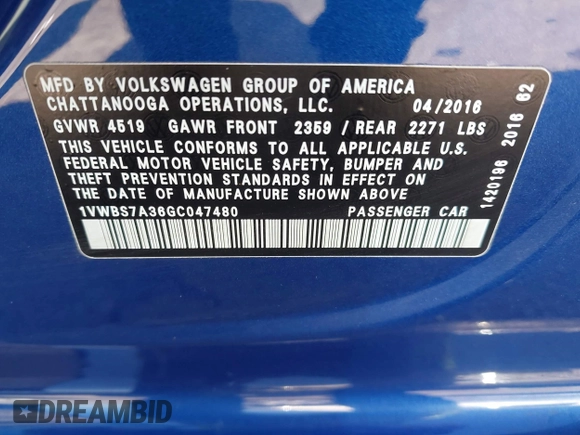 MFD BY VOLKSWAGEN GROUP OF AMERICA
CHATTANOOGA OPERATIONS, LLC. 04/2016
GVWR 4519 GAWR FRONT 2359 / REAR 2271 LBS
THIS VEHICLE CONFORMS TO ALL APPLICABLE U.S.
FEDERAL MOTOR VEHICLE SAFETY, BUMPER AND
THEFT PREVENTION STANDARDS IN EFFECT ON
THE DATE OF MANUFACTURE SHOWN ABOVE
1VWBS7A36GC047480 PASSENGER CAR
1420196 2016 62
DREAMBID